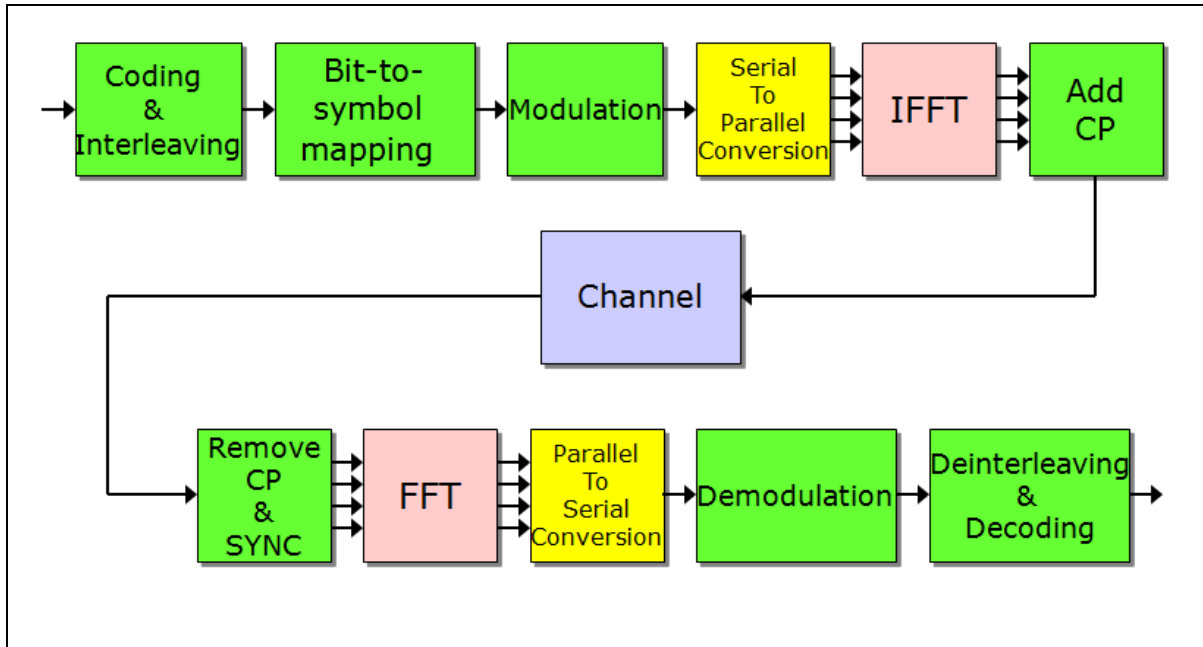 Coding
&
Interleaving
Bit-to-
symbol
mapping
Modulation
Serial
To
Parallel
Conversion
IFFT
Add
CP
Channel
Remove
CP
&
SYNC
FFT
Parallel
To
Serial
Conversion
Demodulation
Deinterleaving
&
Decoding